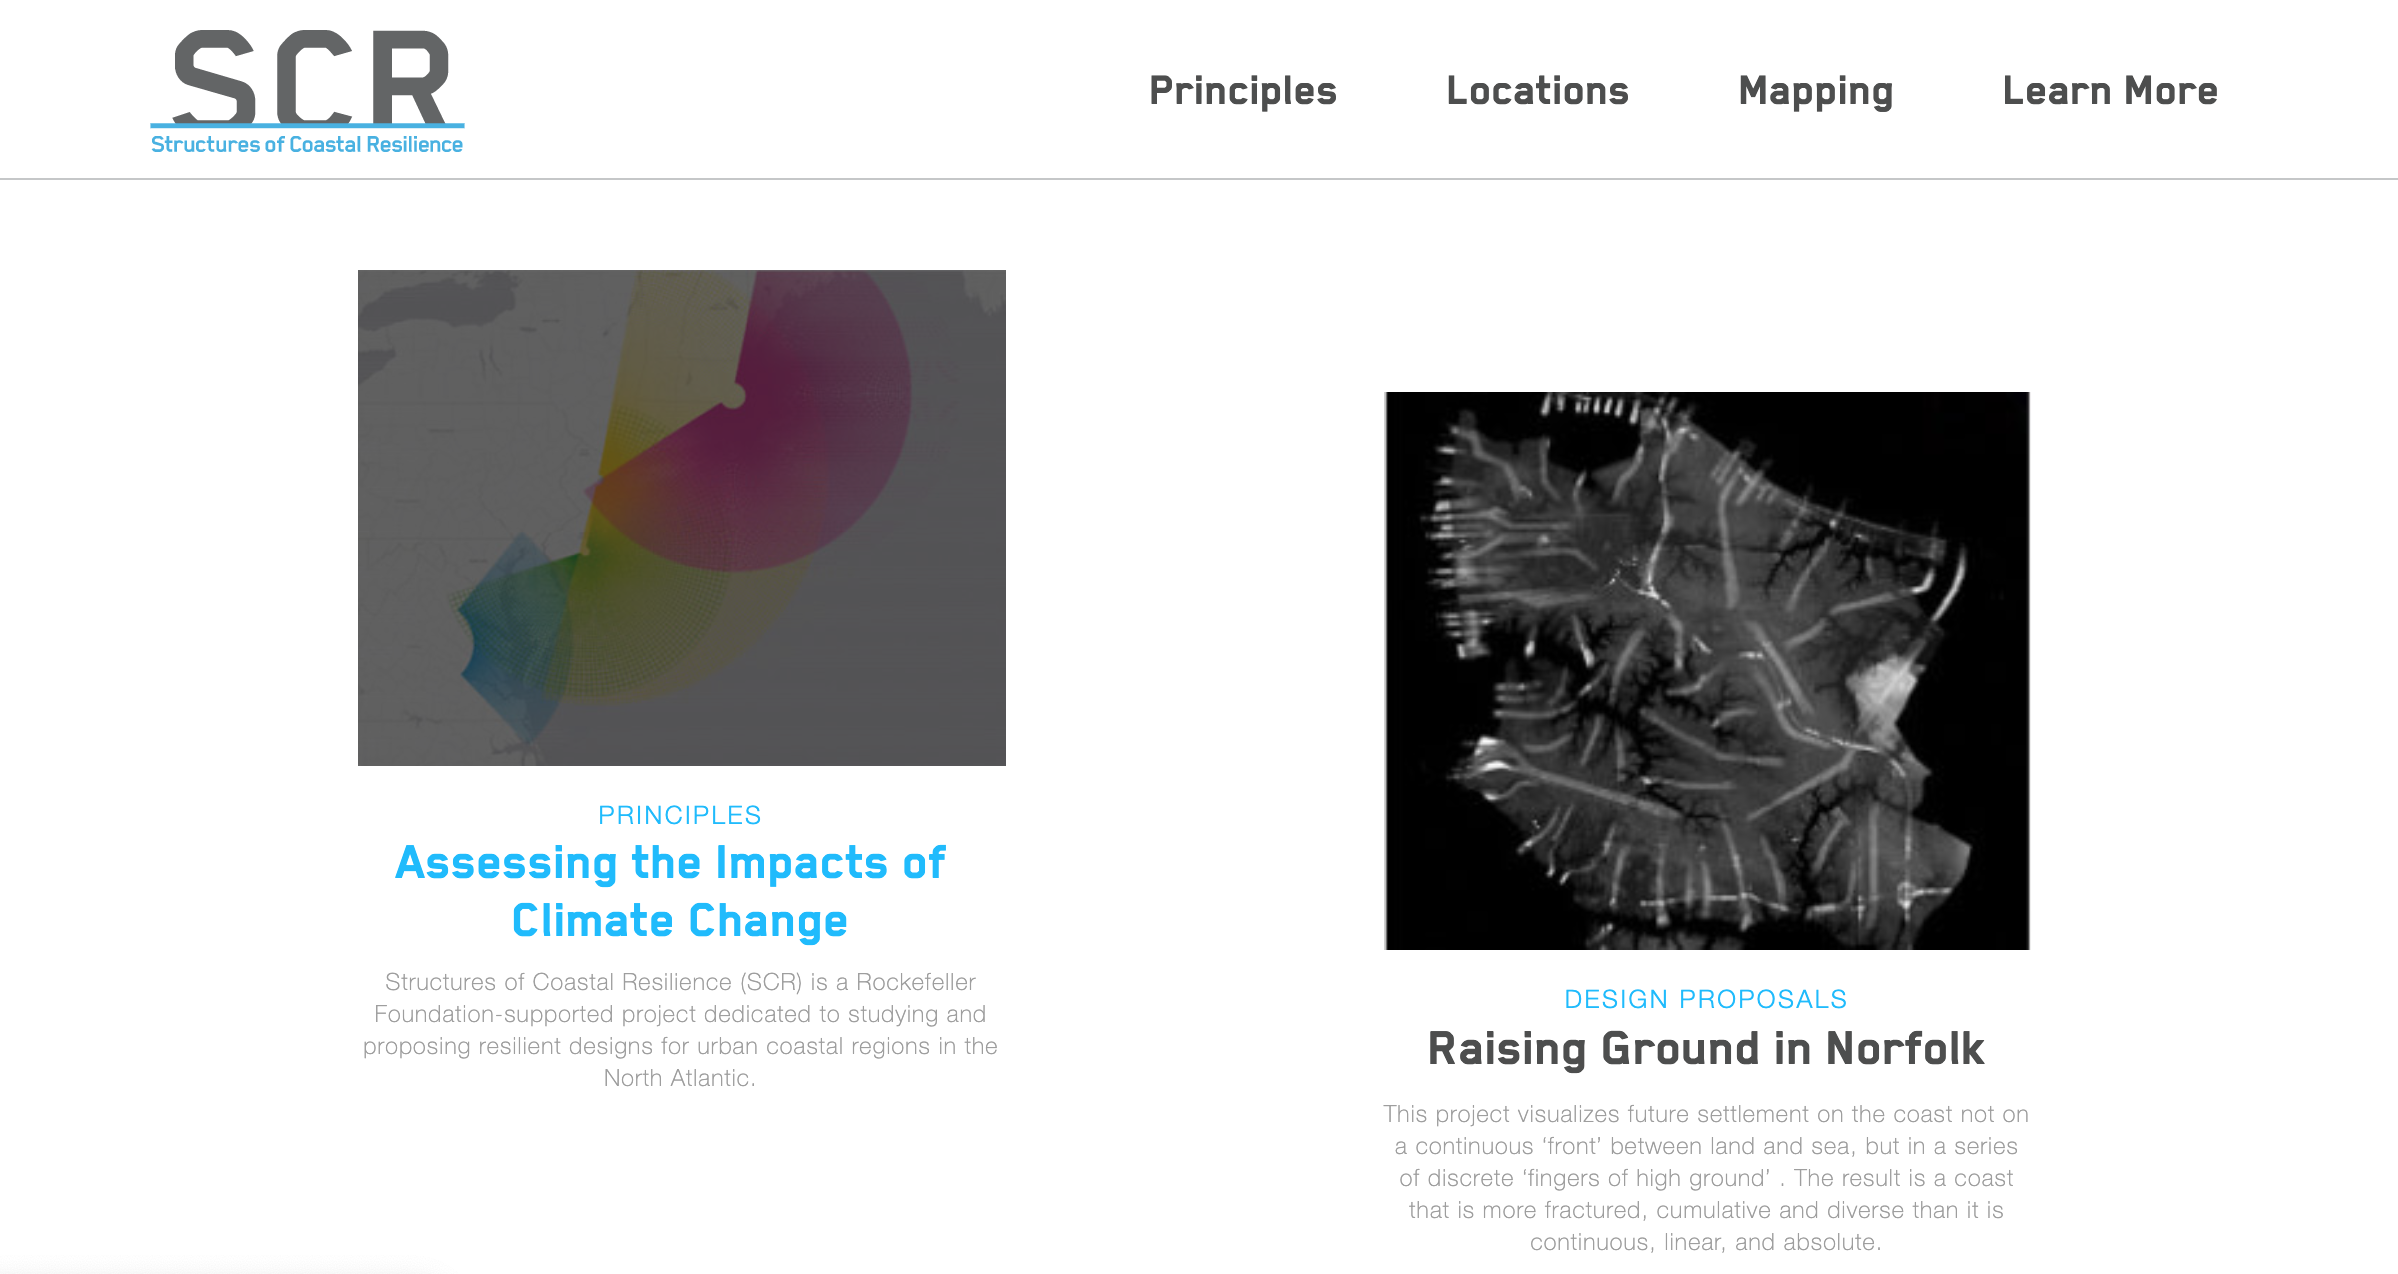 SCR
Structures of Coastal Resilience
Principles
Locations
Mapping
Learn More
PRINCIPLES
Assessing the Impacts of
Climate Change
Structures of Coastal Resilience (SCR) is a Rockefeller
Foundation-supported project dedicated to studying and
proposing resilient designs for urban coastal regions in the
North Atlantic.
DESIGN PROPOSALS
Raising Ground in Norfolk
This project visualizes future settlement on the coast not on
a continuous ‘front’ between land and sea, but in a series
of discrete ‘fingers of high ground’ . The result is a coast
that is more fractured, cumulative and diverse than it is
continuous, linear, and absolute.